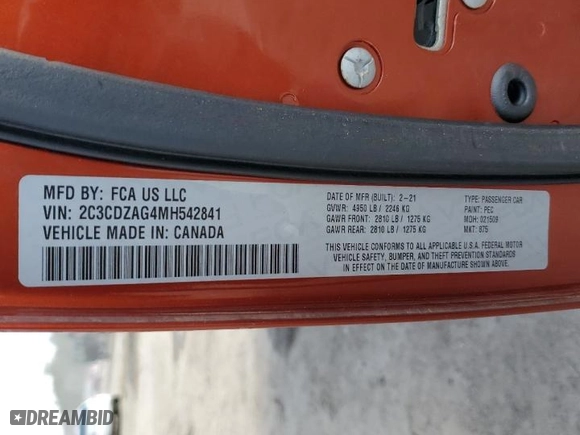 MFD BY: FCA US LLC
VIN: 2C3CDZAG4MH542841
VEHICLE MADE IN: CANADA
DATE OF MFR (BUILT): 2-21
GVWR: 4950 LB / 2246 KG
GAWR FRONT: 2810 LB / 1275 KG
GAWR REAR: 2810 LB / 1275 KG
TYPE: PASSENGER CAR
PAINT: PEC
MDH: 021509
MKT: 875
THIS VEHICLE CONFORMS TO ALL APPLICABLE U.S.A. FEDERAL MOTOR
VEHICLE SAFETY, BUMPER, AND THEFT PREVENTION STANDARDS
IN EFFECT ON THE DATE OF MANUFACTURE SHOWN ABOVE.
DREAMBID